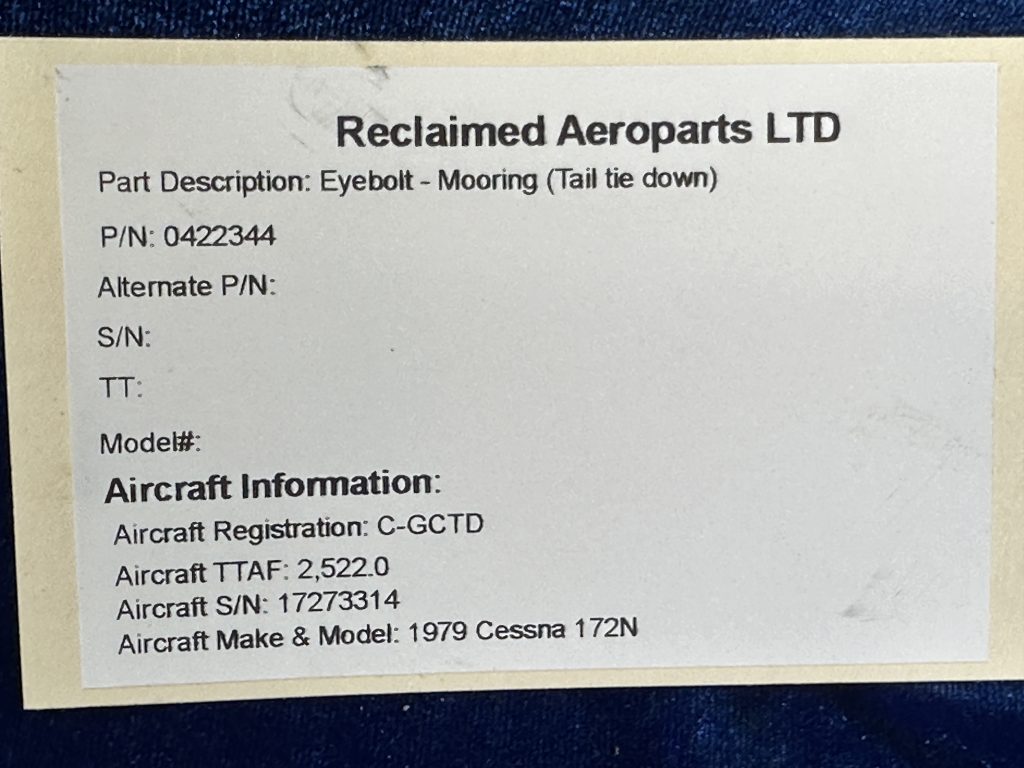 Reclaimed Aeroparts LTD
Part Description: Eyebolt - Mooring (Tail tie down)
P/N: 0422344
Alternate P/N:
S/N:
TT:
Model#:
Aircraft Information:
Aircraft Registration: C-GCTD
Aircraft TTAF: 2,522.0
Aircraft S/N: 17273314
Aircraft Make & Model: 1979 Cessna 172N